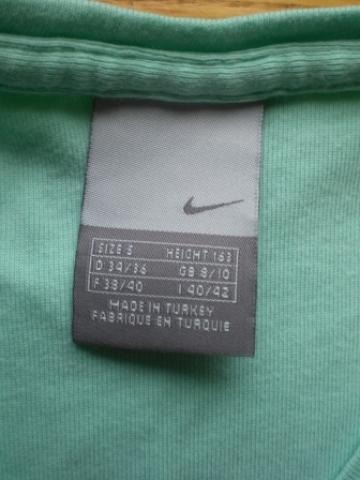 SIZE S HEIGHT 163
D 34/36 GB 8/10
F 38/40 I 40/42
MADE IN TURKEY
FABRIQUE EN TURQUIE